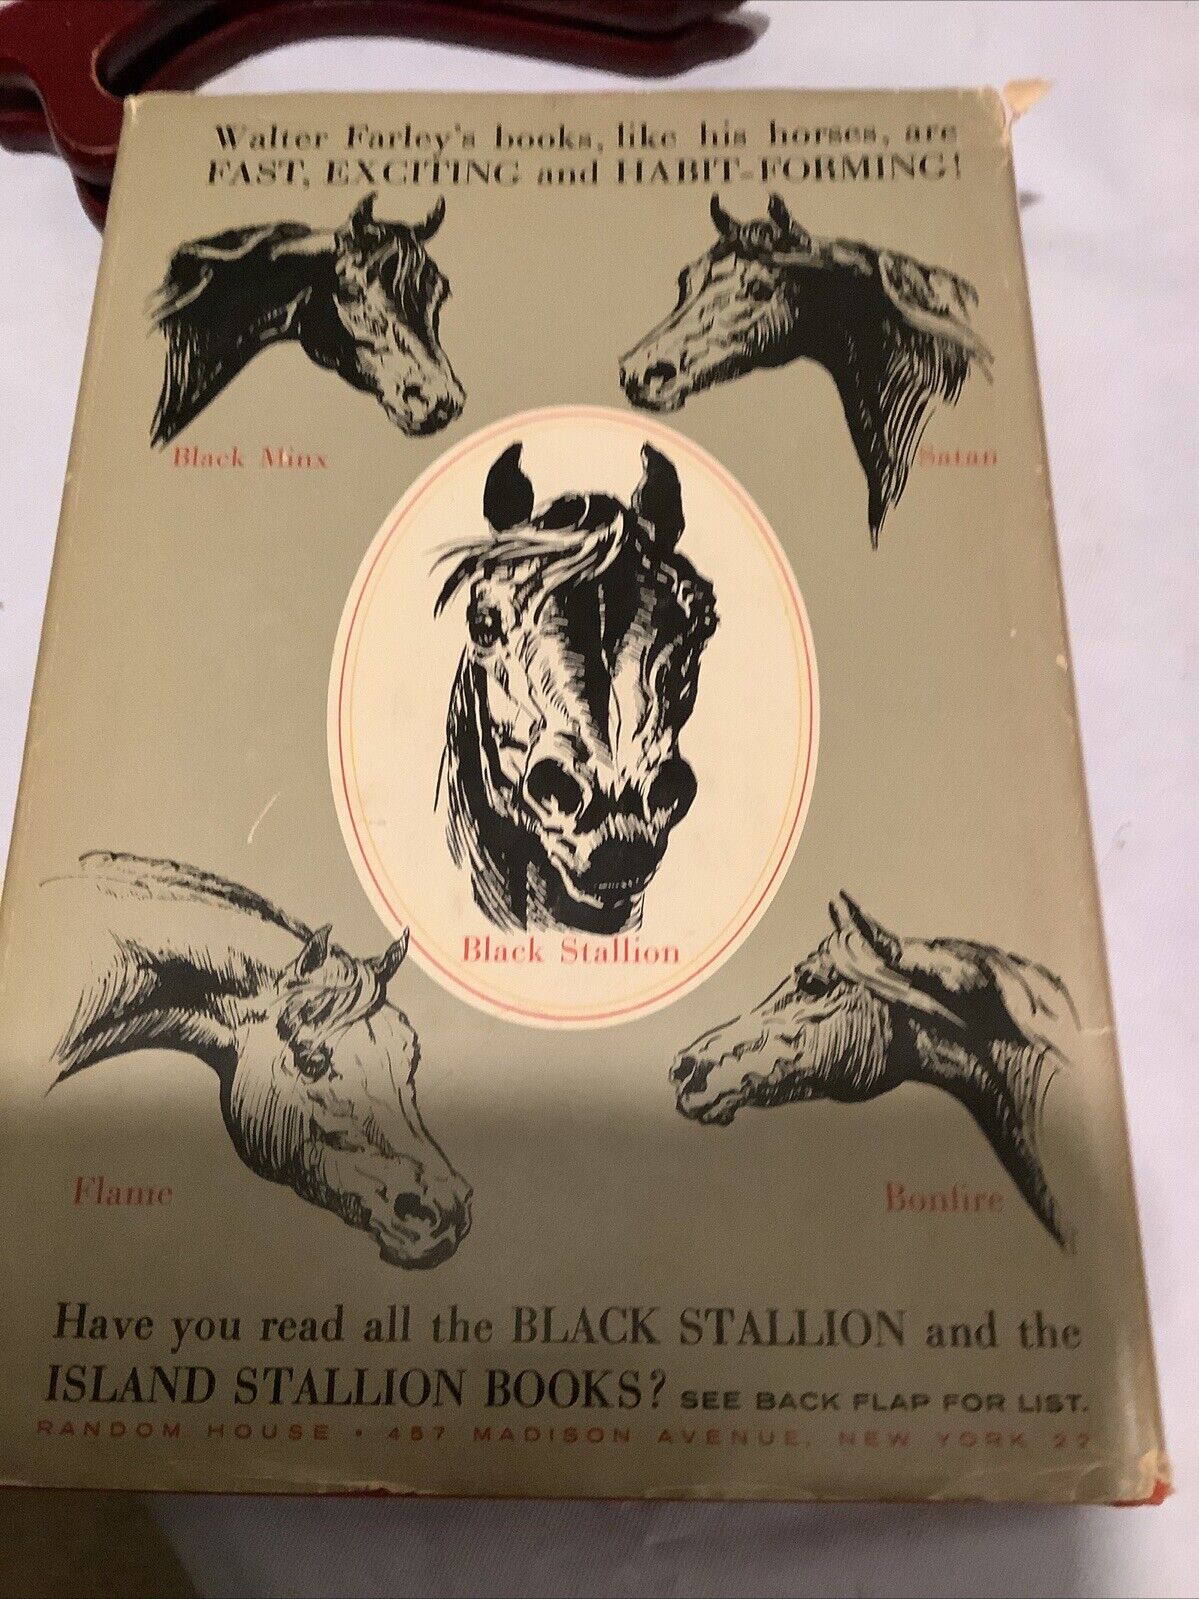 Walter Farley's books, like his horses, are
FAST, EXCITING and HABIT-FORMING!
Black Minx
Satan
Black Stallion
Flame
Bonfire
Have you read all the BLACK STALLION and the
ISLAND STALLION BOOKS? SEE BACK FLAP FOR LIST.
RANDOM HOUSE • 457 MADISON AVENUE, NEW YORK 22